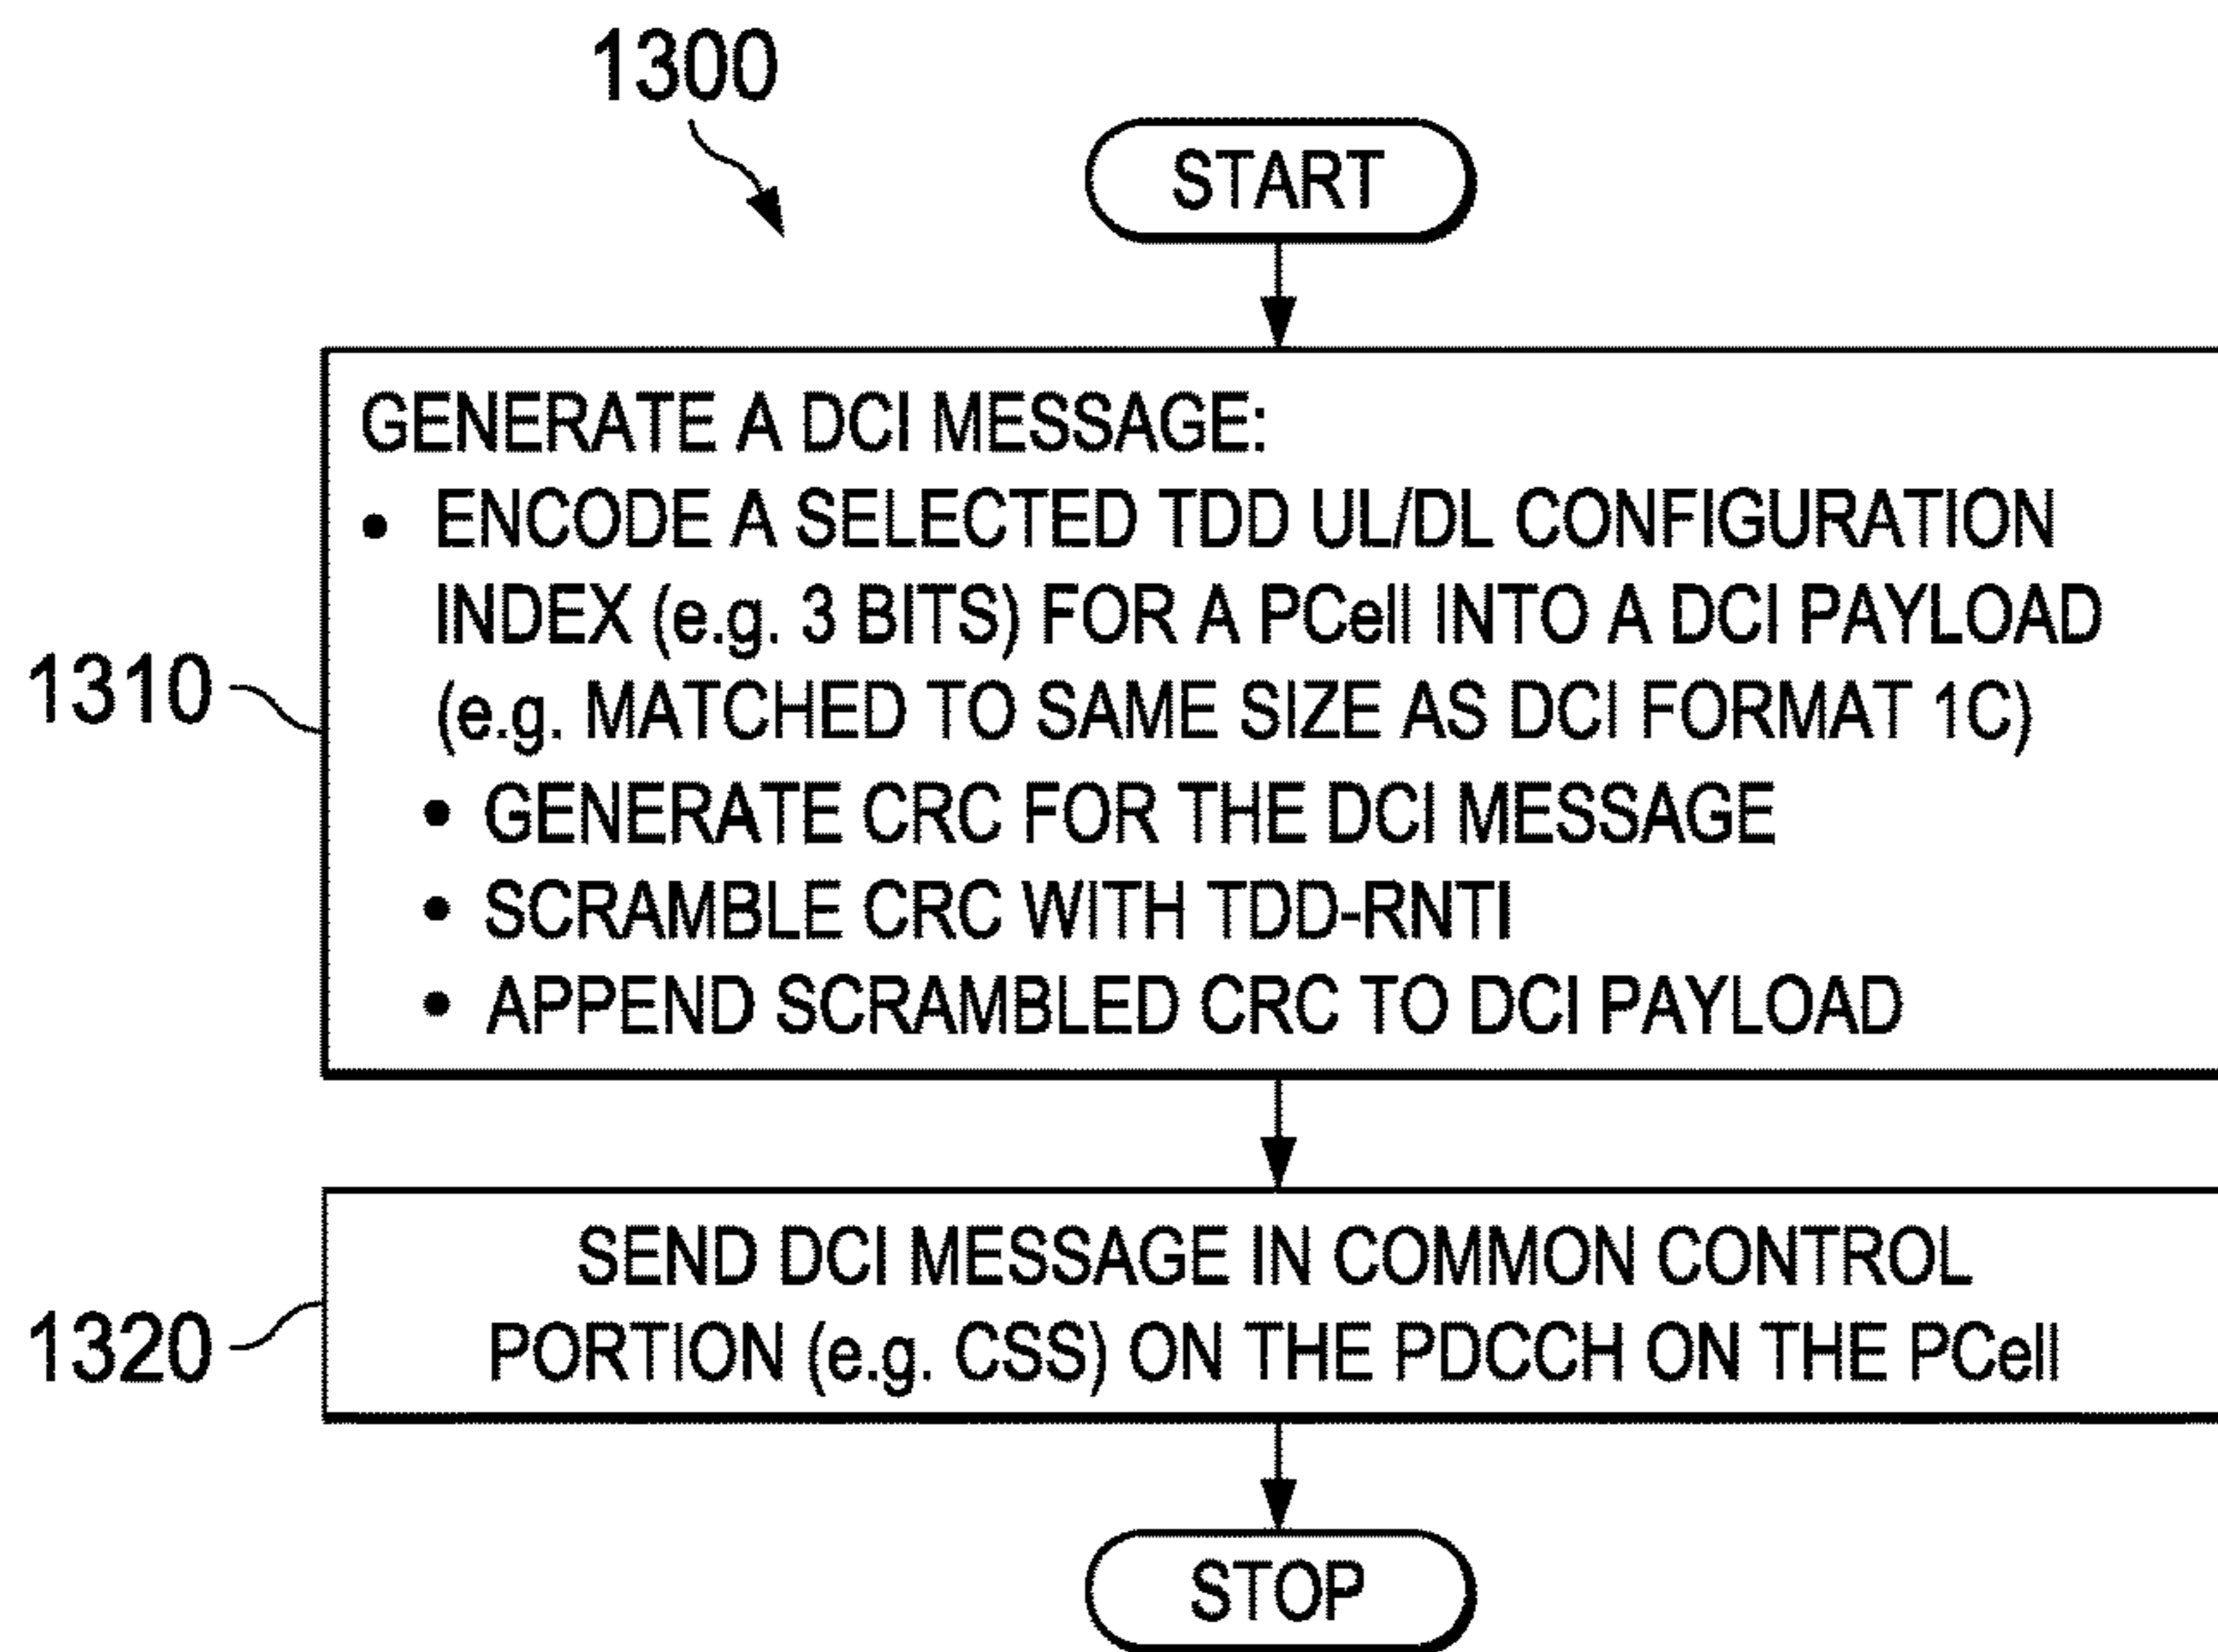 1300
START
GENERATE A DCI MESSAGE:
• ENCODE A SELECTED TDD UL/DL CONFIGURATION
INDEX (e.g. 3 BITS) FOR A PCell INTO A DCI PAYLOAD
1310
(e.g. MATCHED TO SAME SIZE AS DCI FORMAT 1C)
• GENERATE CRC FOR THE DCI MESSAGE
• SCRAMBLE CRC WITH TDD-RNTI
• APPEND SCRAMBLED CRC TO DCI PAYLOAD
SEND DCI MESSAGE IN COMMON CONTROL
1320
PORTION (e.g. CSS) ON THE PDCCH ON THE PCell
STOP